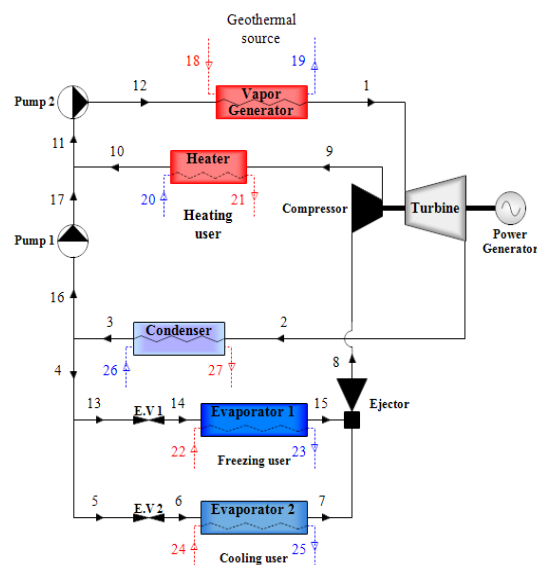 Geothermal
source
18
19
12
1
Vapor
Generator
Pump 2
11
10
Heater
9
20
21
Heating
user
17
Compressor
Turbine
Power
Generator
Pump 1
16
3
Condenser
2
26
27
4
8
Ejector
13
E.V1
14
Evaporator 1
15
22
Freezing user
23
5
E.V2
6
Evaporator 2
7
24
Cooling user
25